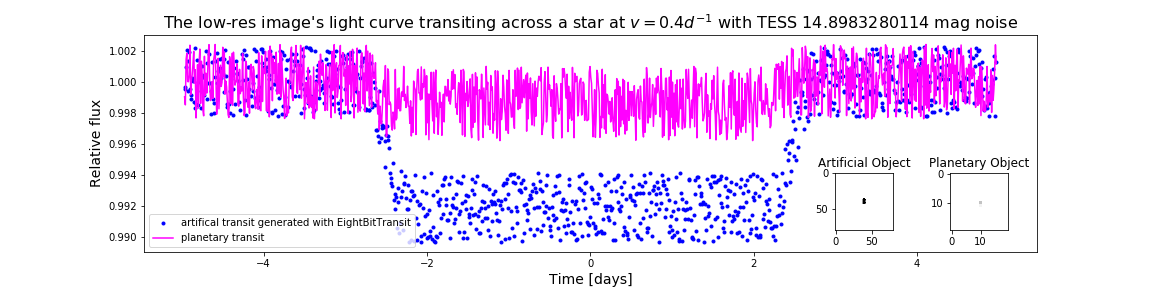 The low-res image's light curve transiting across a star at v = 0.4d⁻¹ with TESS 14.8983280114 mag noise
Relative flux
1.002
1.000
0.998
0.996
0.994
0.992
0.990
artifical transit generated with EightBitTransit
planetary transit
Artificial Object
0
50
0 50
Planetary Object
0
10
0 10
−4 −2 0 2 4
Time [days]